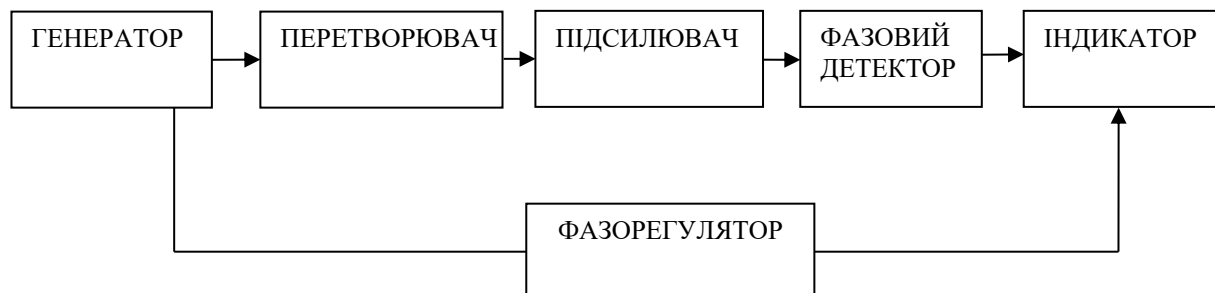 ГЕНЕРАТОР
ПЕРЕТВОРЮВАЧ
ПІДСИЛЮВАЧ
ФАЗОВИЙ
ДЕТЕКТОР
ІНДИКАТОР
ФАЗОРЕГУЛЯТОР